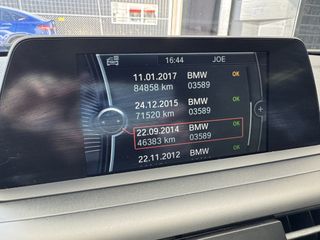 16:44 JOE
11.01.2017 BMW OK
84858 km 03589
24.12.2015 BMW OK
71520 km 03589
22.09.2014 BMW OK
46383 km 03589
22.11.2012 BMW OK